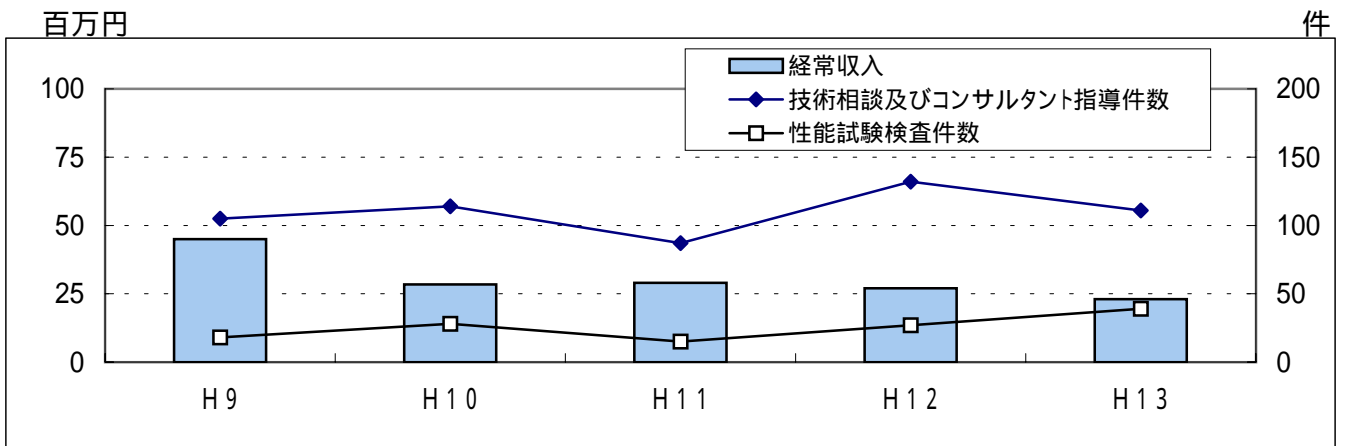 百万円
件
経常収入
技術相談及びコンサルタント指導件数
性能試験検査件数
100
75
50
25
0
200
150
100
50
0
H9
H10
H11
H12
H13